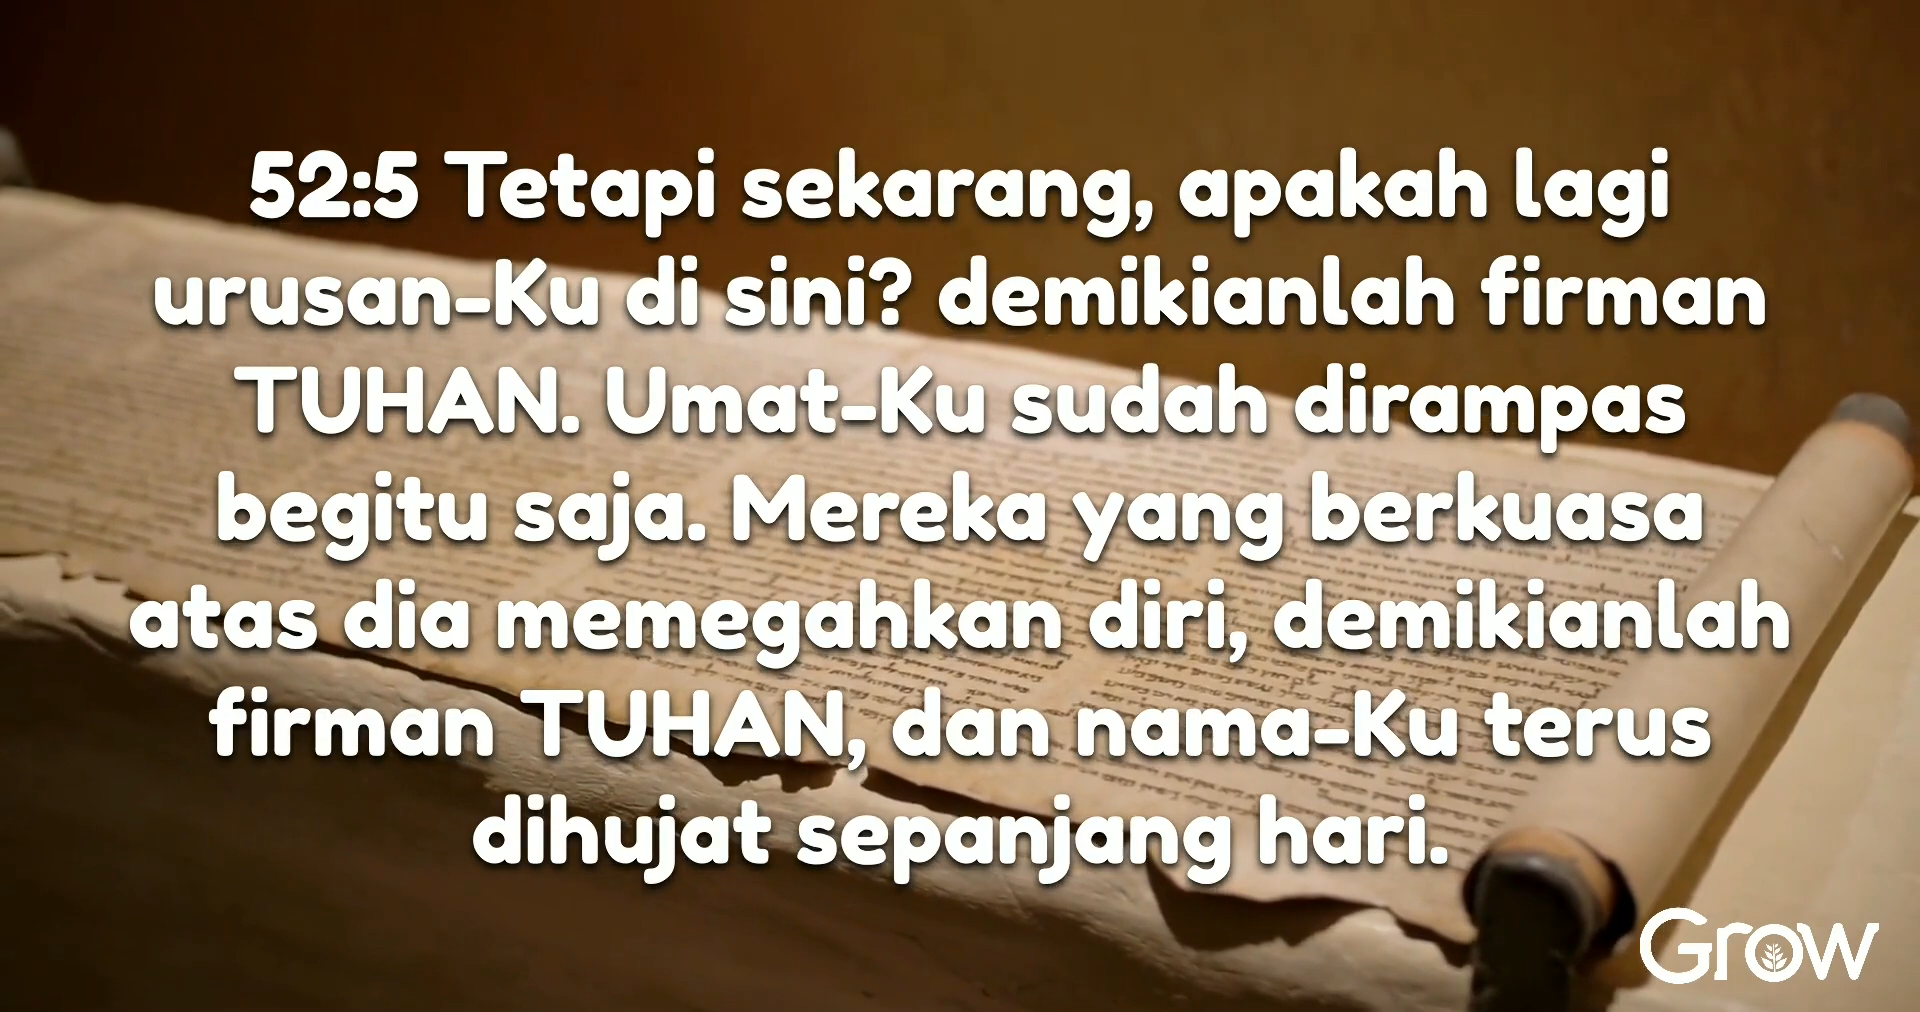 52:5 Tetapi sekarang, apakah lagi
urusan-Ku di sini? demikianlah firman
TUHAN. Umat-Ku sudah dirampas
begitu saja. Mereka yang berkuasa
atas dia memegahkan diri, demikianlah
firman TUHAN, dan nama-Ku terus
dihujat sepanjang hari.
Grow